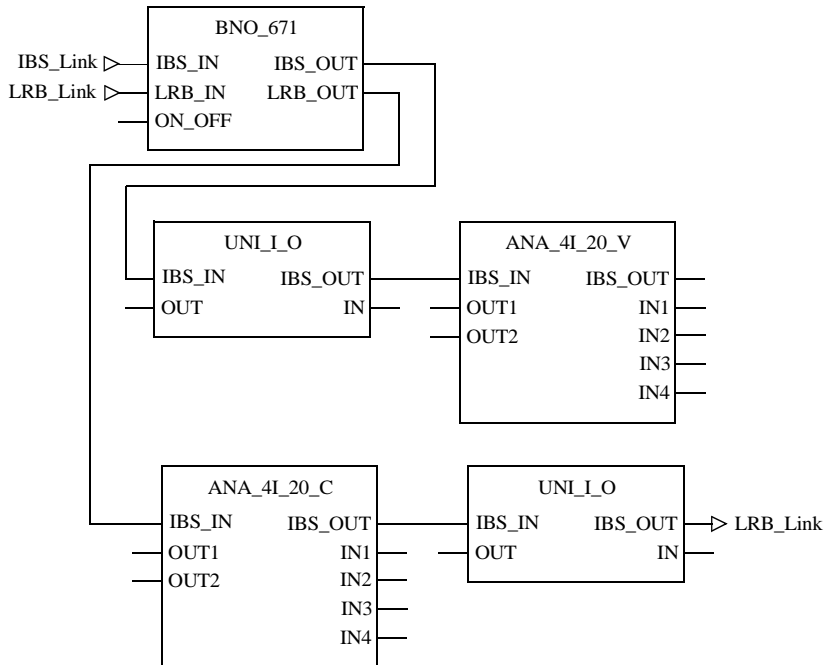 BNO_671
IBS_Link IBS_IN IBS_OUT
LRB_Link LRB_IN LRB_OUT
ON_OFF
UNI_I_O
IBS_IN IBS_OUT
OUT IN
ANA_4I_20_V
IBS_IN IBS_OUT
OUT1 IN1
OUT2 IN2
IN3
IN4
ANA_4I_20_C
IBS_IN IBS_OUT
OUT1 IN1
OUT2 IN2
IN3
IN4
UNI_I_O
IBS_IN IBS_OUT LRB_Link
OUT IN